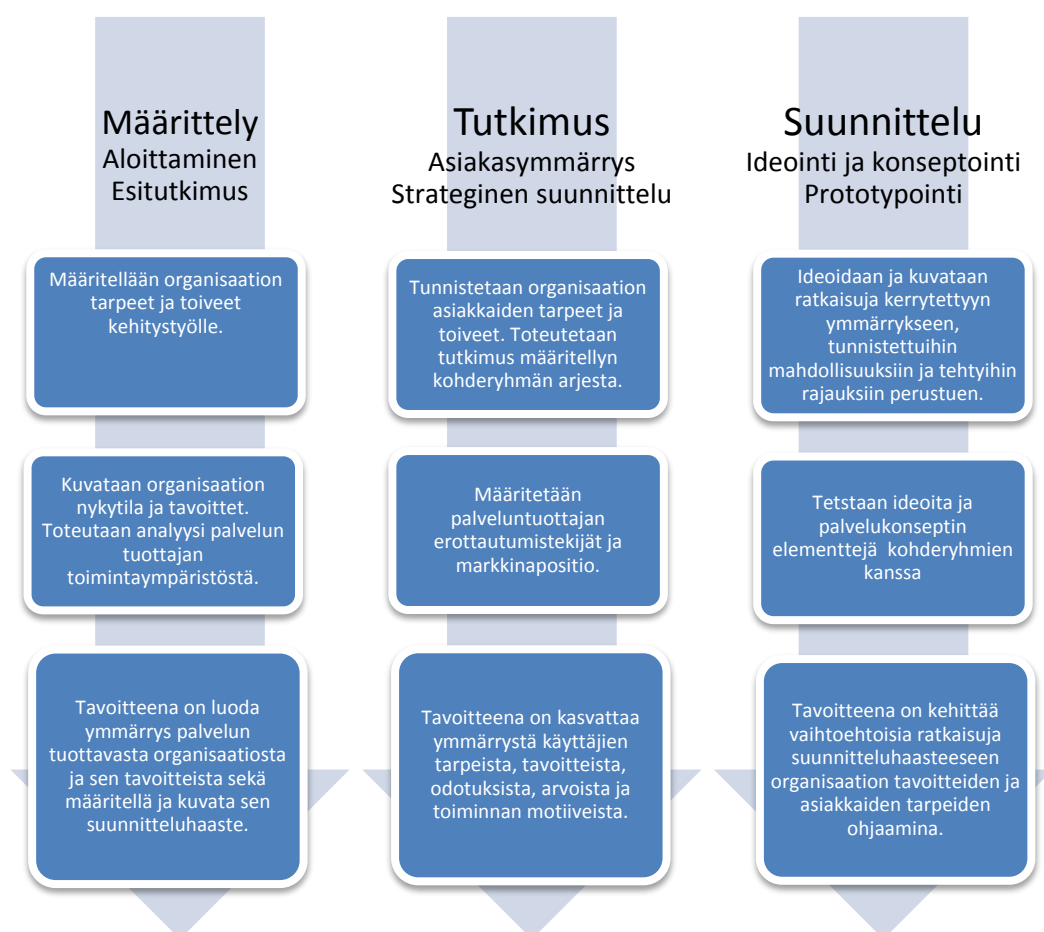 Määrittely
Aloittaminen
Esitutkimus
Määritellään organisaation
tarpeet ja toiveet
kehitystyölle.
Kuvataan organisaation
nykytila ja tavoittet.
Toteutaan analyysi palvelun
tuottajan
toimintaympäristöstä.
Tavoitteena on luoda
ymmärrys palvelun
tuottavasta organisaatiosta
ja sen tavoitteista sekä
määritellä ja kuvata sen
suunnitteluhaaste.
Tutkimus
Asiakasymmärrys
Strateginen suunnittelu
Tunnistetaan organisaation
asiakkaiden tarpeet ja
toiveet. Toteutetaan
tutkimus määritellyn
kohderyhmän arjesta.
Määritetään
palveluntuottajan
erottautumistekijät ja
markkinapositio.
Tavoitteena on kasvattaa
ymmärrystä käyttäjien
tarpeista, tavoitteista,
odotuksista, arvoista ja
toiminnan motiiveista.
Suunnittelu
Ideointi ja konseptointi
Prototypointi
Ideoidaan ja kuvataan
ratkaisuja kerrytettyyn
ymmärrykseen,
tunnistettuihin
mahdollisuuksiin ja tehtyihin
rajauksiin perustuen.
Tetstaan ideoita ja
palvelukonseptin
elementtejä kohderyhmien
kanssa
Tavoitteena on kehittää
vaihtoehtoisia ratkaisuja
suunnitteluhaasteeseen
organisaation tavoitteiden ja
asiakkaiden tarpeiden
ohjaamina.